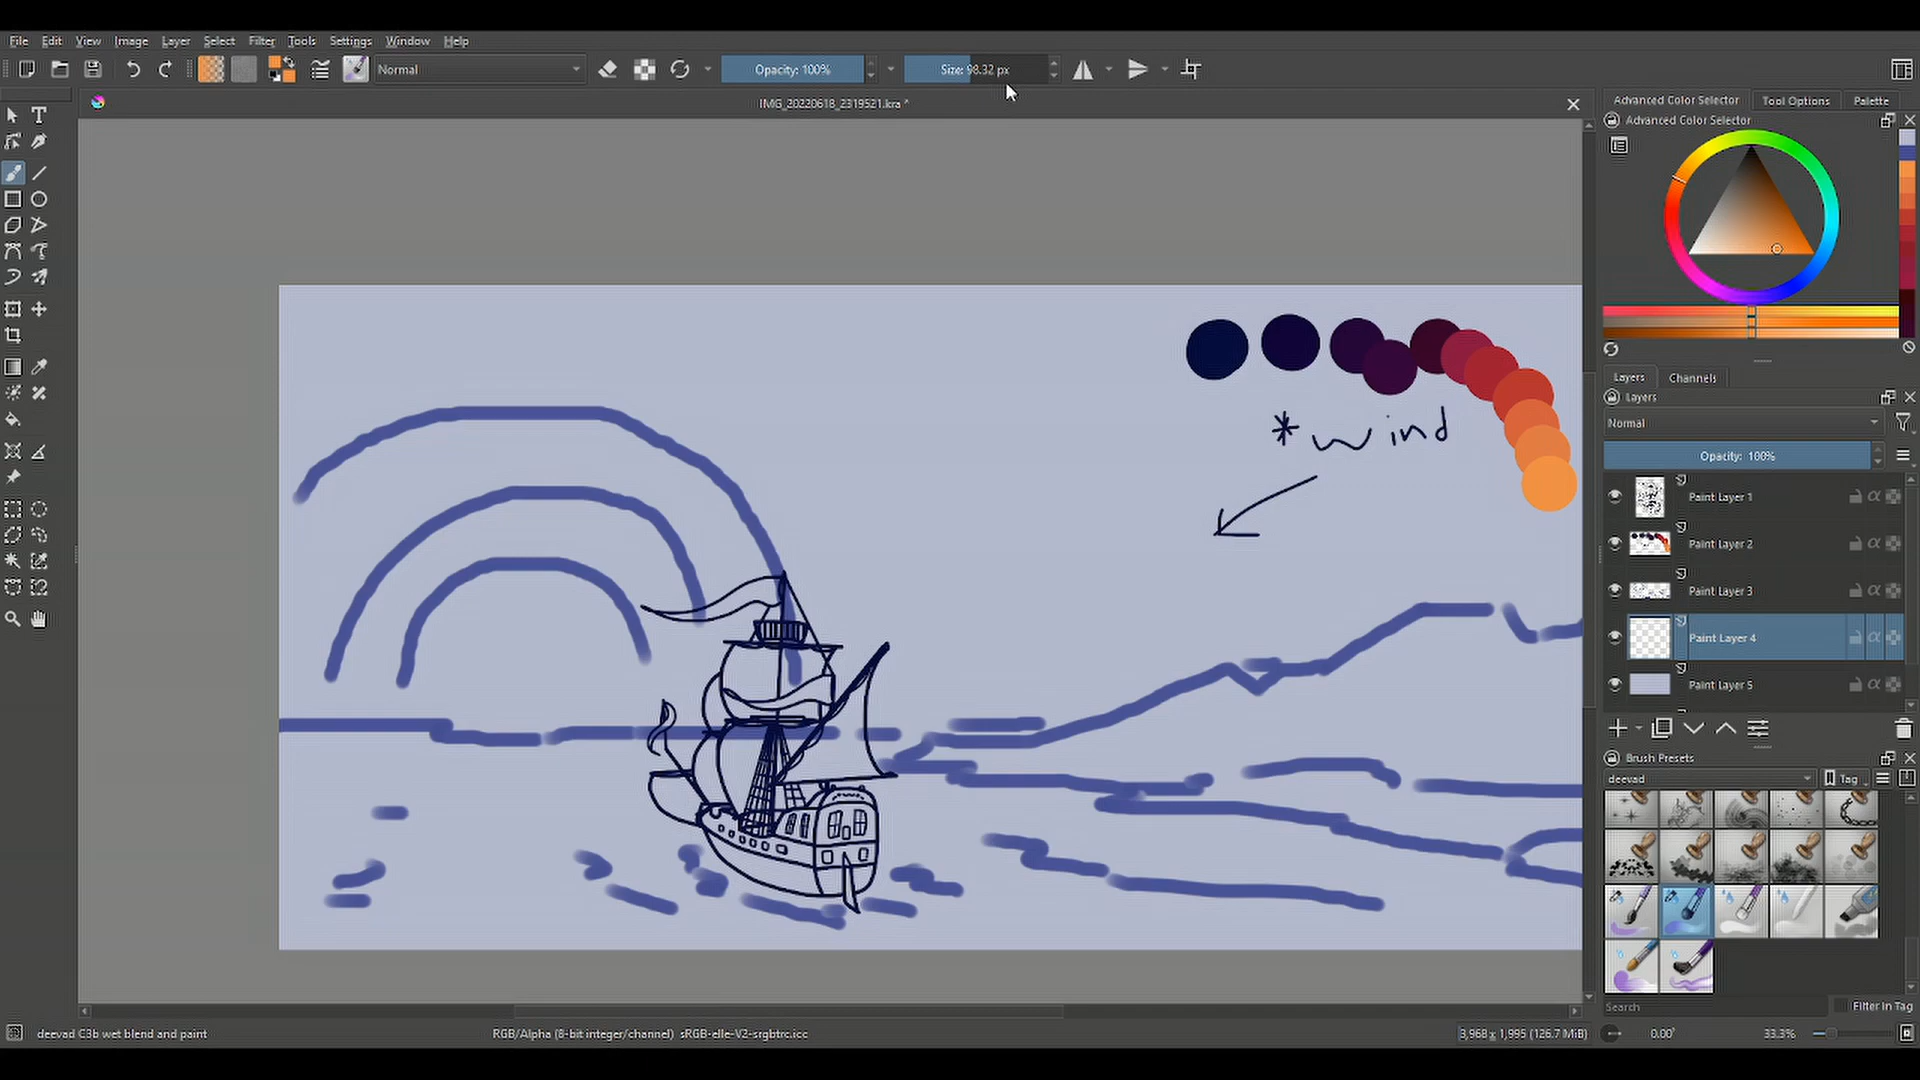 File Edit View Image Layer Select Filter Tools Settings Window Help
Normal Opacity: 100% Size: 98.32 px
IMG_20220618_2319521.kra *
Advanced Color Selector Tool Options Palette
Advanced Color Selector
* wind
Layers Channels
Layers
Normal
Opacity: 100%
Paint Layer 1
Paint Layer 2
Paint Layer 3
Paint Layer 4
Paint Layer 5
Brush Presets
deevad Tag
Search Filter in Tag
deevad C3b wet blend and paint RGB/Alpha (8-bit integer/channel) sRGB-elle-V2-srgbtrc.icc 3,968 x 1,995 (126.7 MiB) 0.00° 33.3%